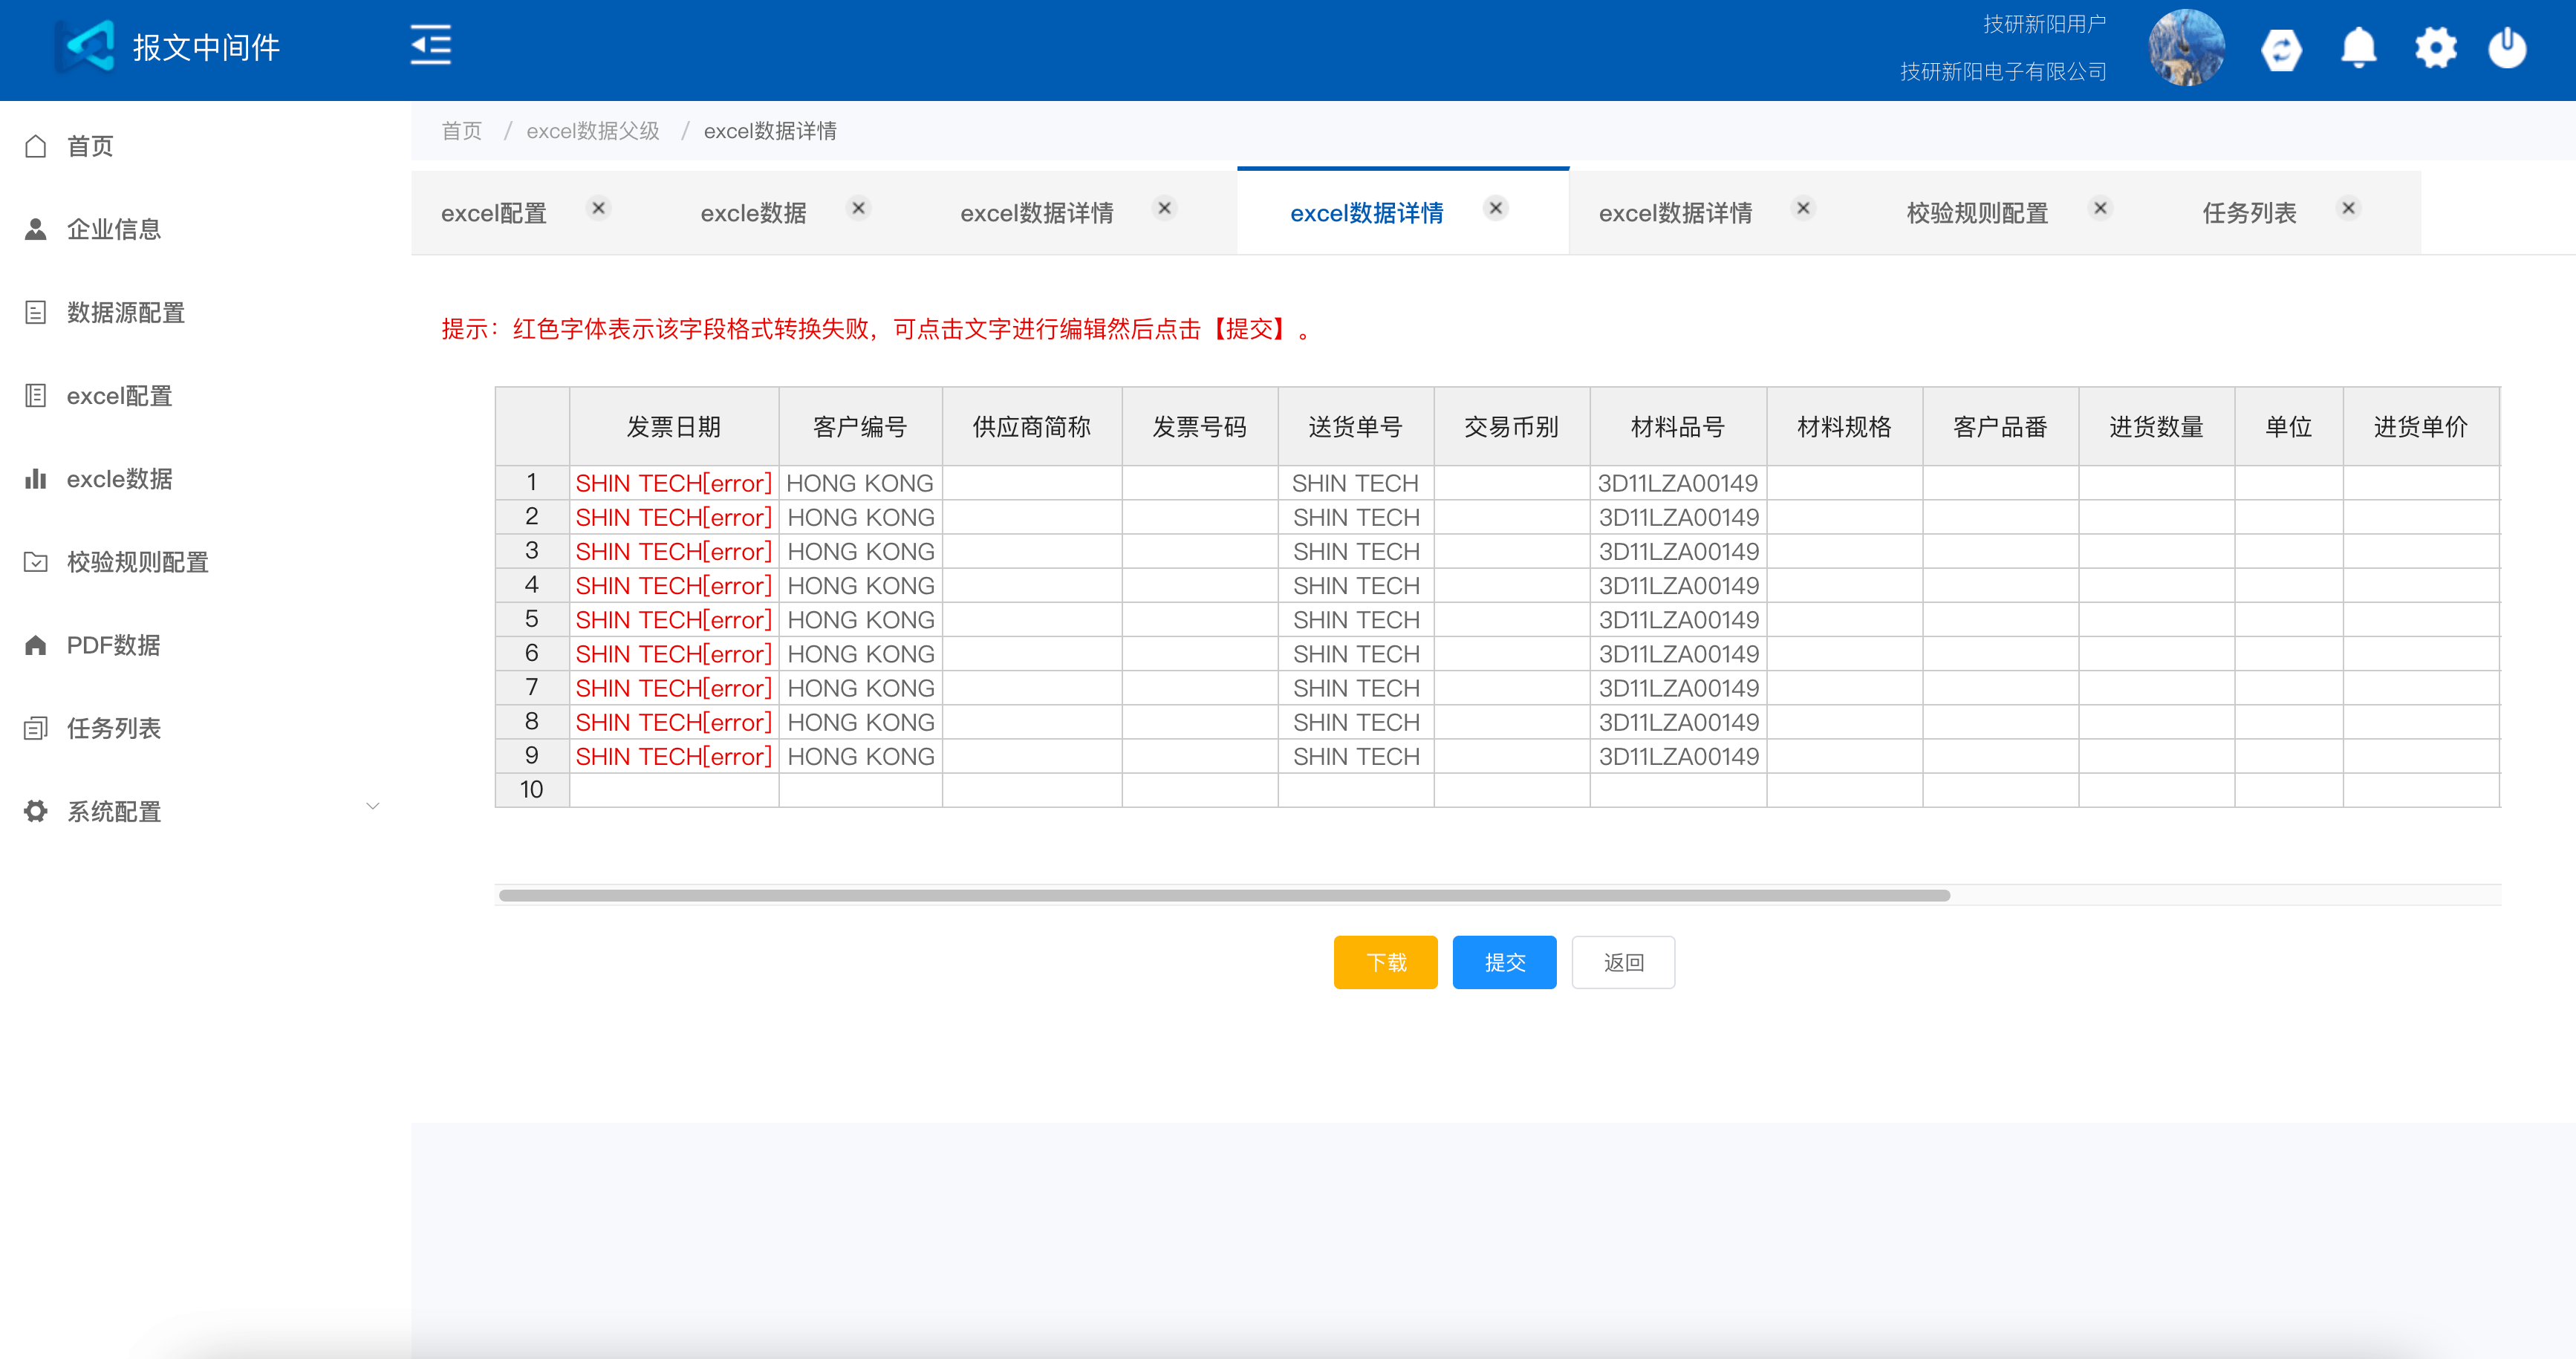 报文中间件
技研新阳用户
技研新阳电子有限公司
首页
企业信息
数据源配置
excel配置
excle数据
校验规则配置
PDF数据
任务列表
系统配置
首页 / excel数据父级 / excel数据详情
excel配置 excle数据 excel数据详情 excel数据详情 excel数据详情 校验规则配置 任务列表
提示：红色字体表示该字段格式转换失败，可点击文字进行编辑然后点击【提交】。
发票日期 客户编号 供应商简称 发票号码 送货单号 交易币别 材料品号 材料规格 客户品番 进货数量 单位 进货单价
1 SHIN TECH[error] HONG KONG SHIN TECH 3D11LZA00149
2 SHIN TECH[error] HONG KONG SHIN TECH 3D11LZA00149
3 SHIN TECH[error] HONG KONG SHIN TECH 3D11LZA00149
4 SHIN TECH[error] HONG KONG SHIN TECH 3D11LZA00149
5 SHIN TECH[error] HONG KONG SHIN TECH 3D11LZA00149
6 SHIN TECH[error] HONG KONG SHIN TECH 3D11LZA00149
7 SHIN TECH[error] HONG KONG SHIN TECH 3D11LZA00149
8 SHIN TECH[error] HONG KONG SHIN TECH 3D11LZA00149
9 SHIN TECH[error] HONG KONG SHIN TECH 3D11LZA00149
10
下载 提交 返回